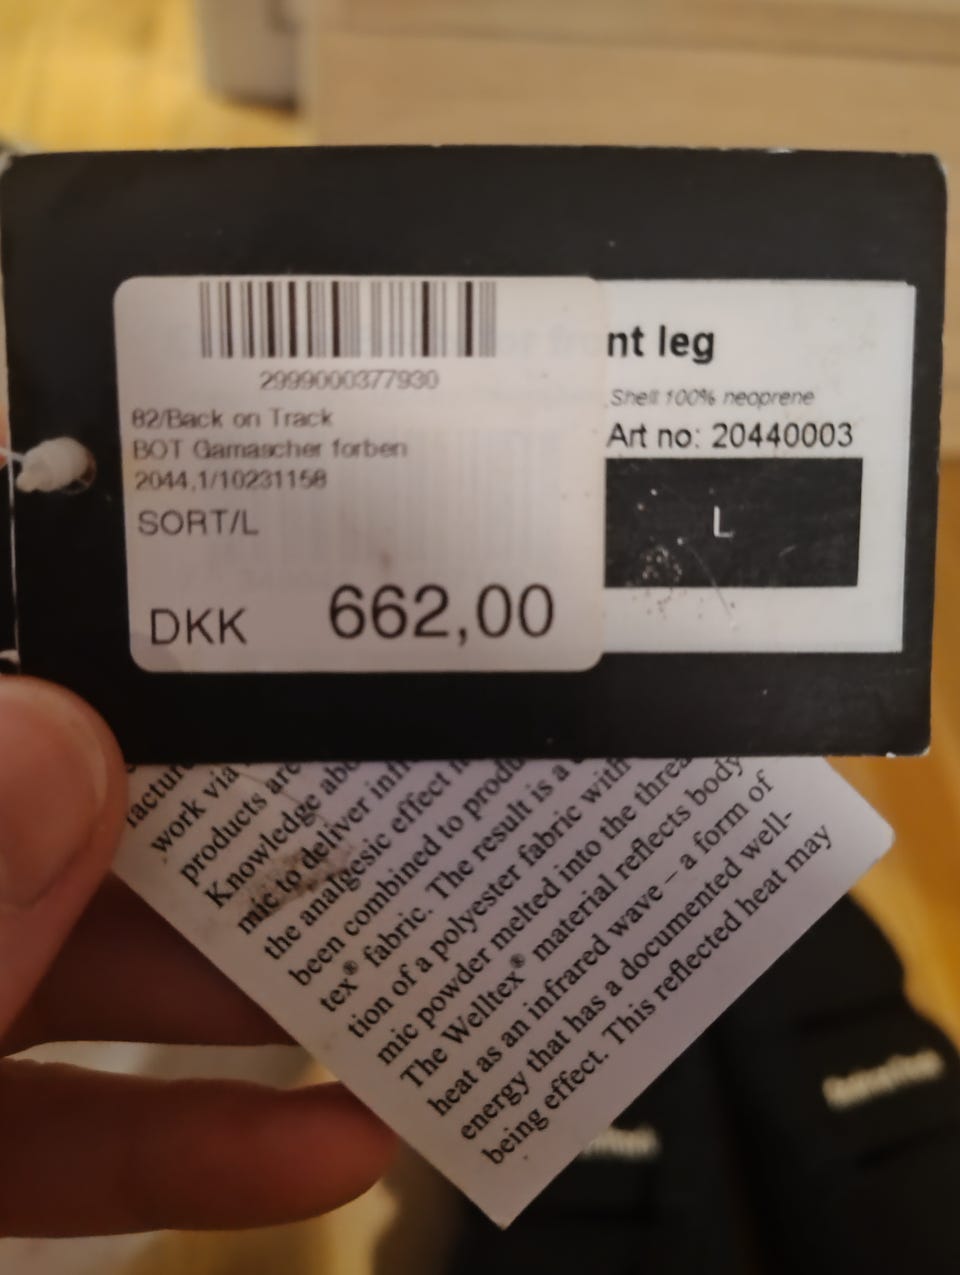 2999000377930
82/Back on Track
BOT Gamascher forben
2044,1/10231158
SORT/L
DKK 662,00
nt leg
Shell 100% neoprene
Art no: 20440003
L
work via
products are
Knowledge abo
mic to deliver infr
the analgesic effect
been combined to produ
tex® fabric. The result is a
tion of a polyester fabric with
mic powder melted into the threa
The Welltex® material reflects body
heat as an infrared wave – a form of
energy that has a documented well-
being effect. This reflected heat may